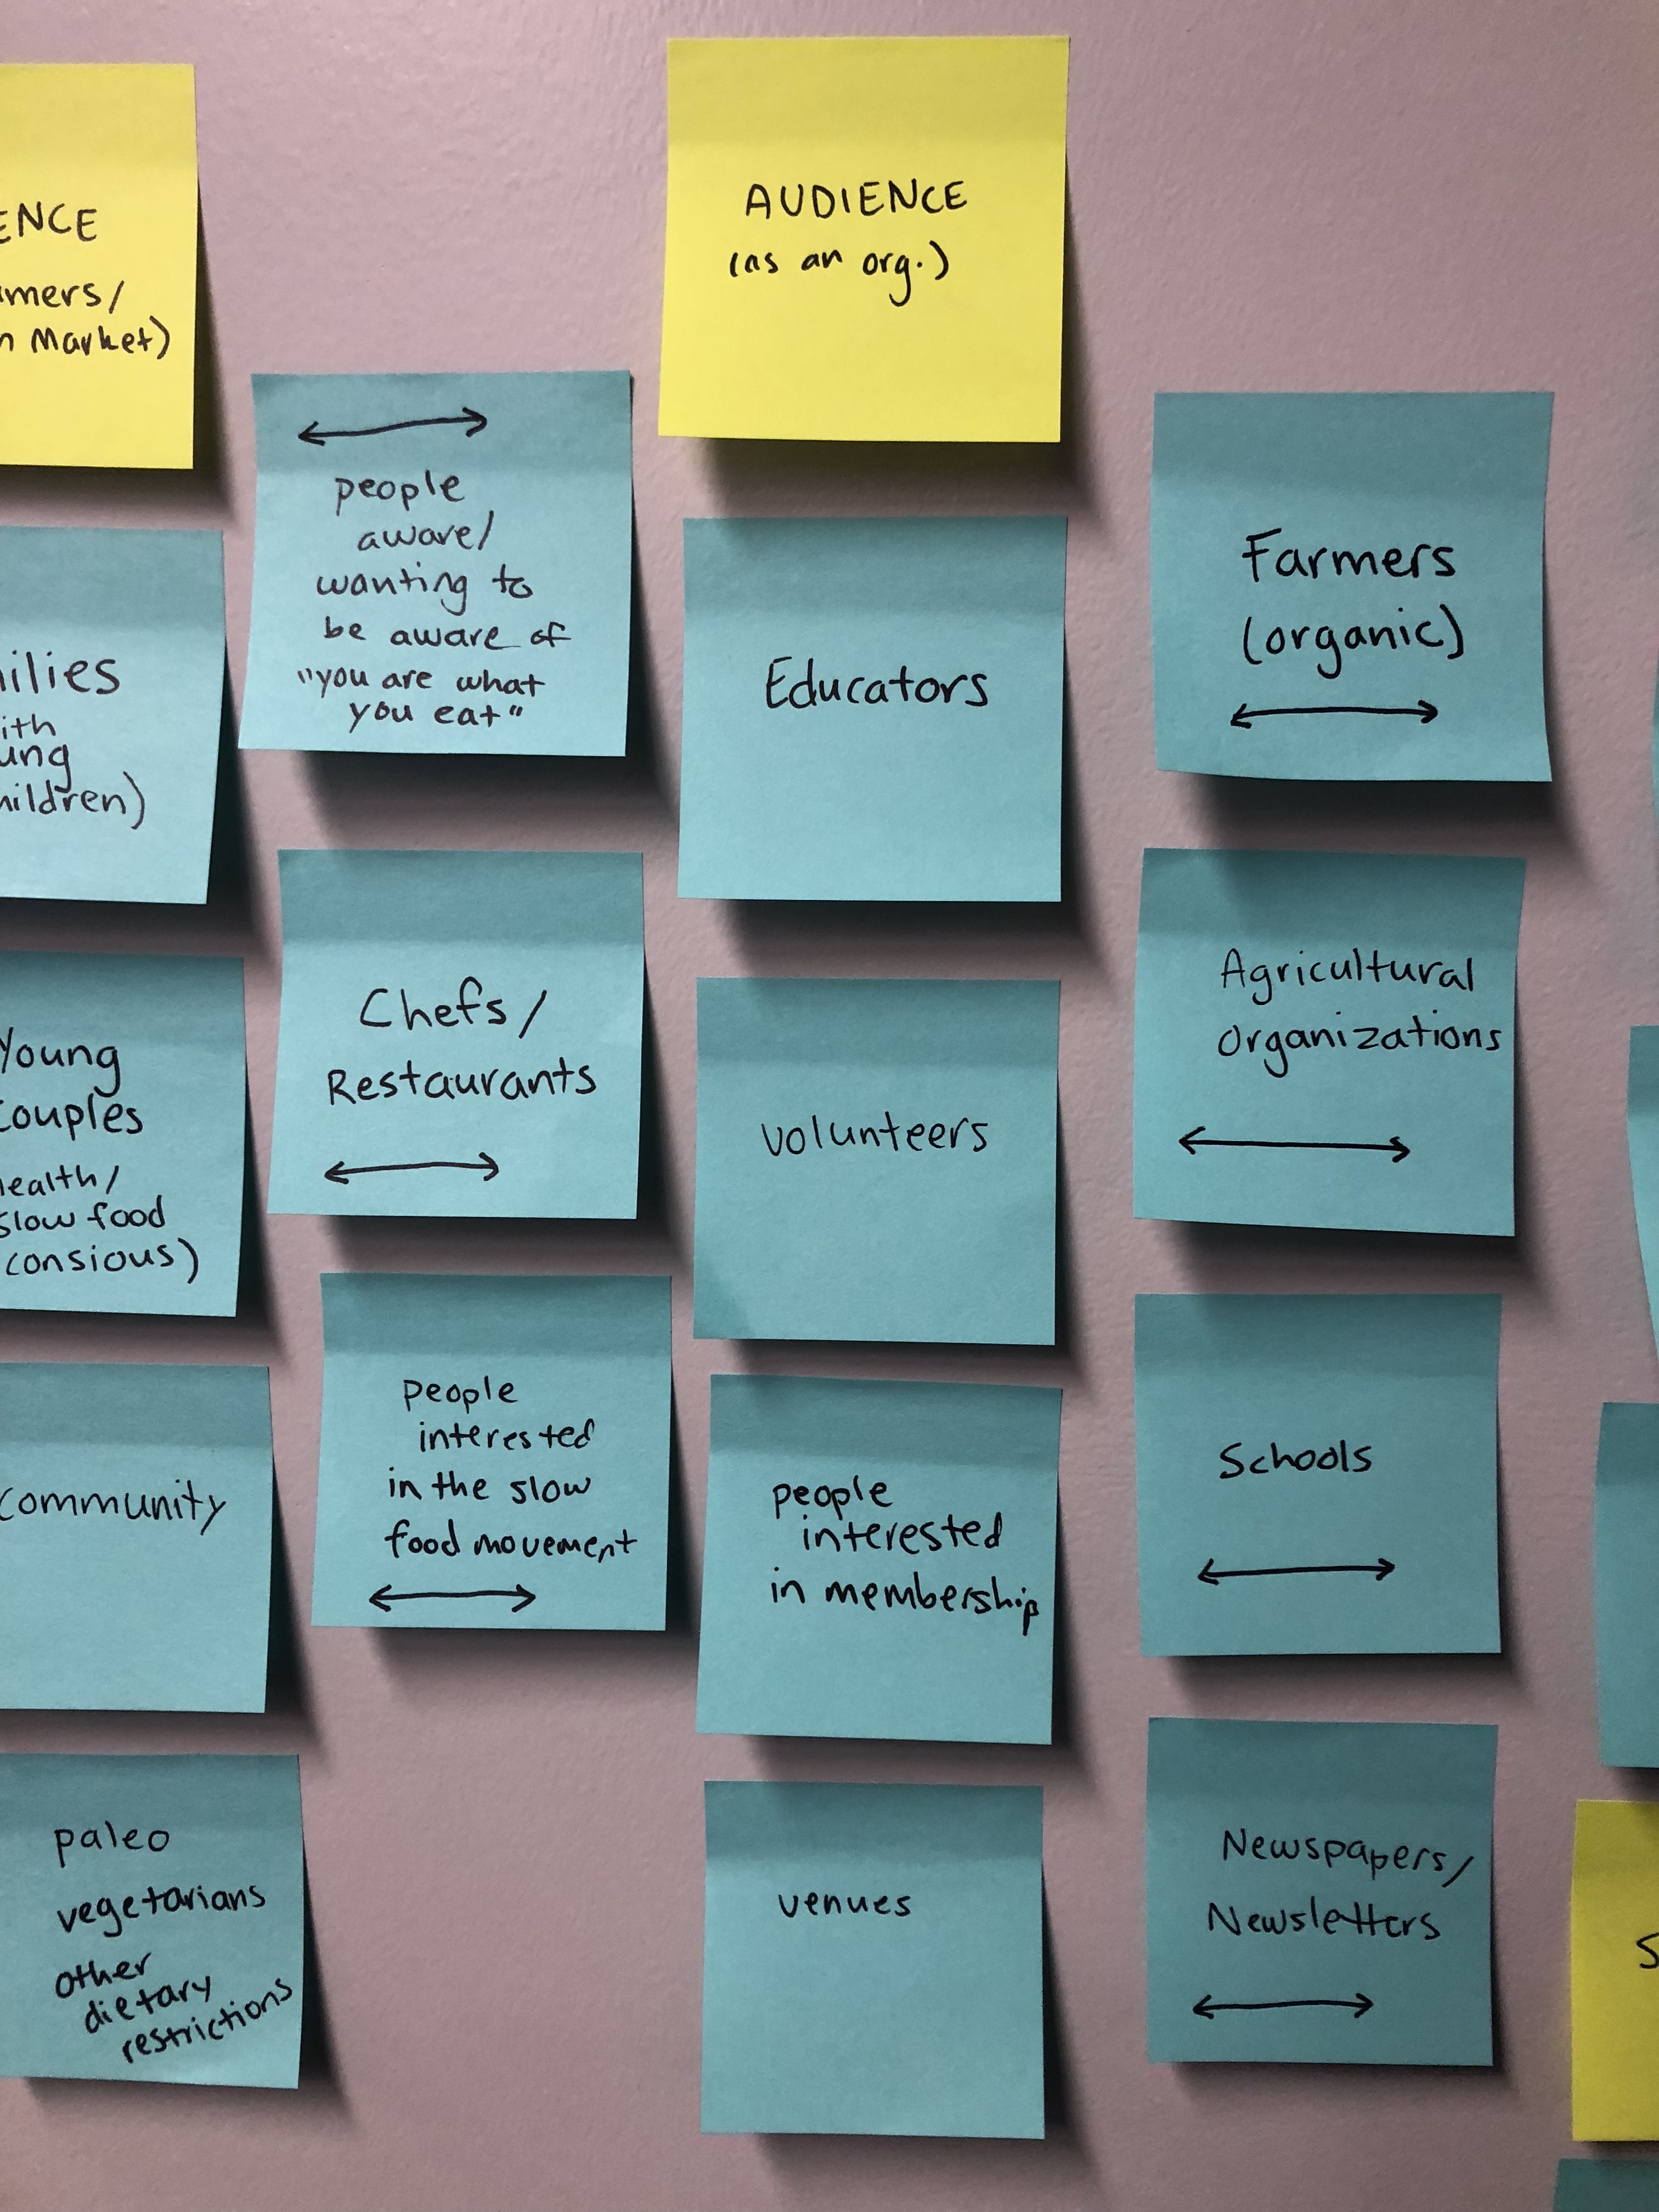 ENCE
mers/
n Market)
ilies
ith
ung
hildren)
Young
Couples
health/
slow food
consious)
community
paleo
vegetarians
other
dietary
restrictions
people
aware/
wanting to
be aware of
"you are what
you eat"
Chefs/
Restaurants
people
interested
in the slow
food movement
AUDIENCE
(as an org.)
Educators
volunteers
people
interested
in membership
venues
Farmers
(organic)
Agricultural
organizations
Schools
Newspapers/
Newsletters
S